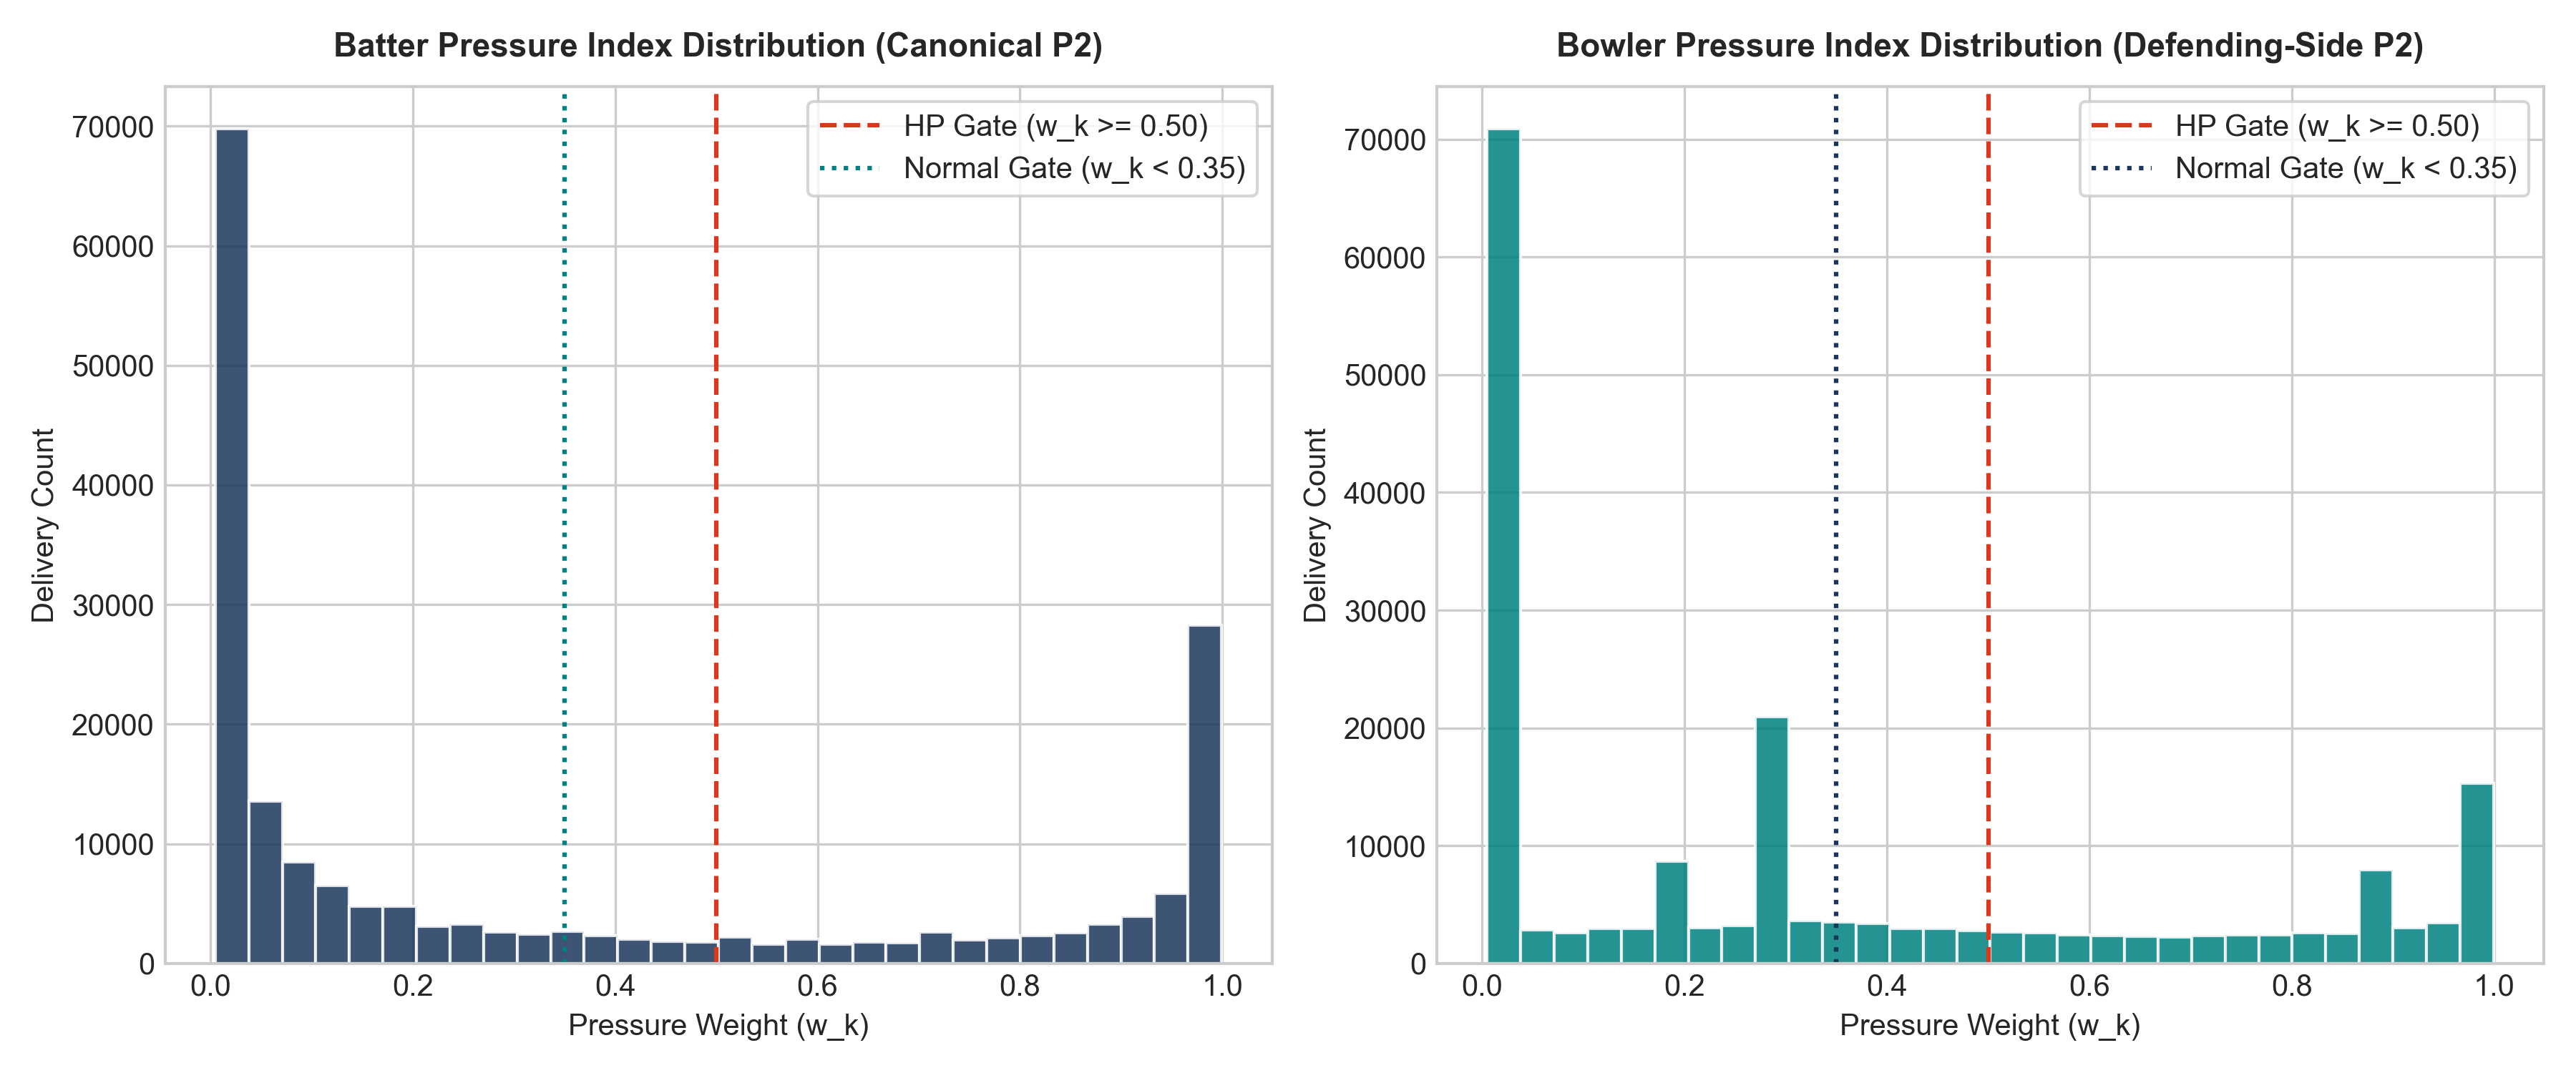 Batter Pressure Index Distribution (Canonical P2)
HP Gate (w_k >= 0.50)
Normal Gate (w_k < 0.35)
70000
60000
50000
40000
30000
20000
10000
0
Delivery Count
0.0 0.2 0.4 0.6 0.8 1.0
Pressure Weight (w_k)
Bowler Pressure Index Distribution (Defending-Side P2)
HP Gate (w_k >= 0.50)
Normal Gate (w_k < 0.35)
70000
60000
50000
40000
30000
20000
10000
0
Delivery Count
0.0 0.2 0.4 0.6 0.8 1.0
Pressure Weight (w_k)